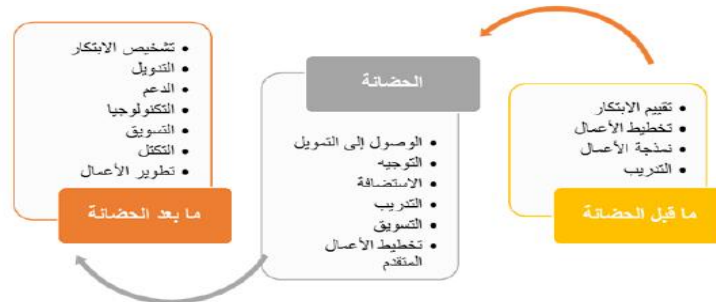 تقييم الابتكار
تخطيط الأعمال
نمذجة الأعمال
التدريب
ما قبل الحضانة
الحضانة
الوصول إلى التمويل
التوجيه
الاستضافة
التدريب
التسويق
تخطيط الأعمال
المتقدم
تشخيص الابتكار
التدويل
الدعم
التكنولوجيا
التسويق
التكتل
تطوير الأعمال
ما بعد الحضانة